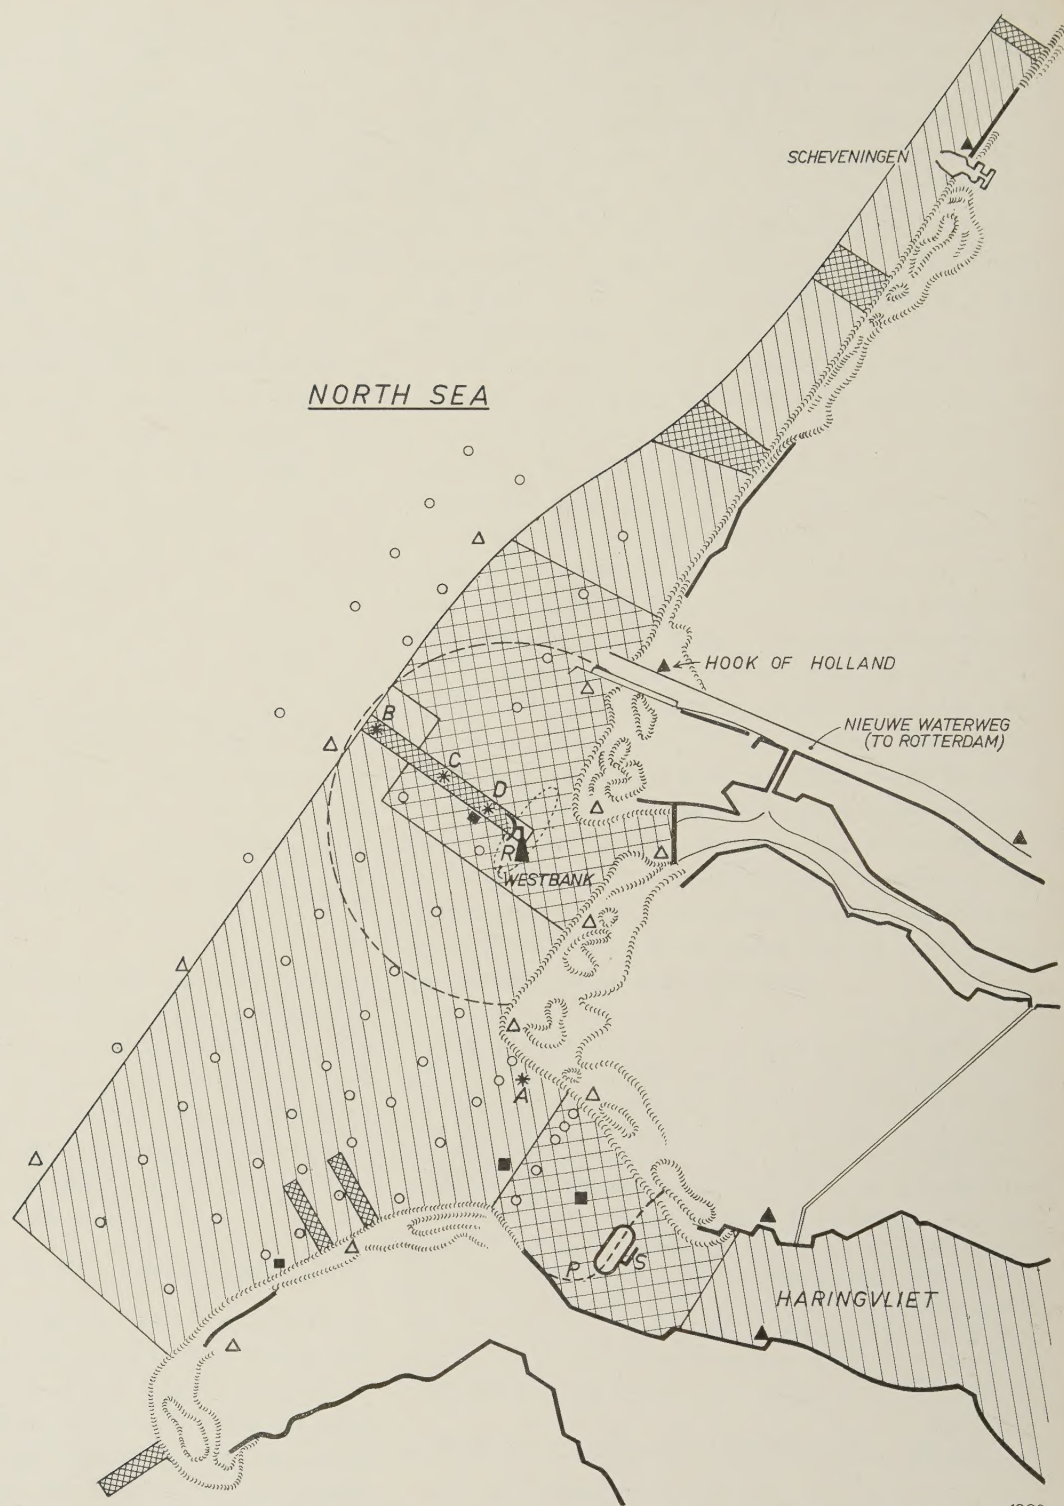 SCHEVENINGEN
NORTH SEA
HOOK OF HOLLAND
NIEUWE WATERWEG
(TO ROTTERDAM)
B
C
D
R
WESTBANK
A
P
S
HARINGVLIET